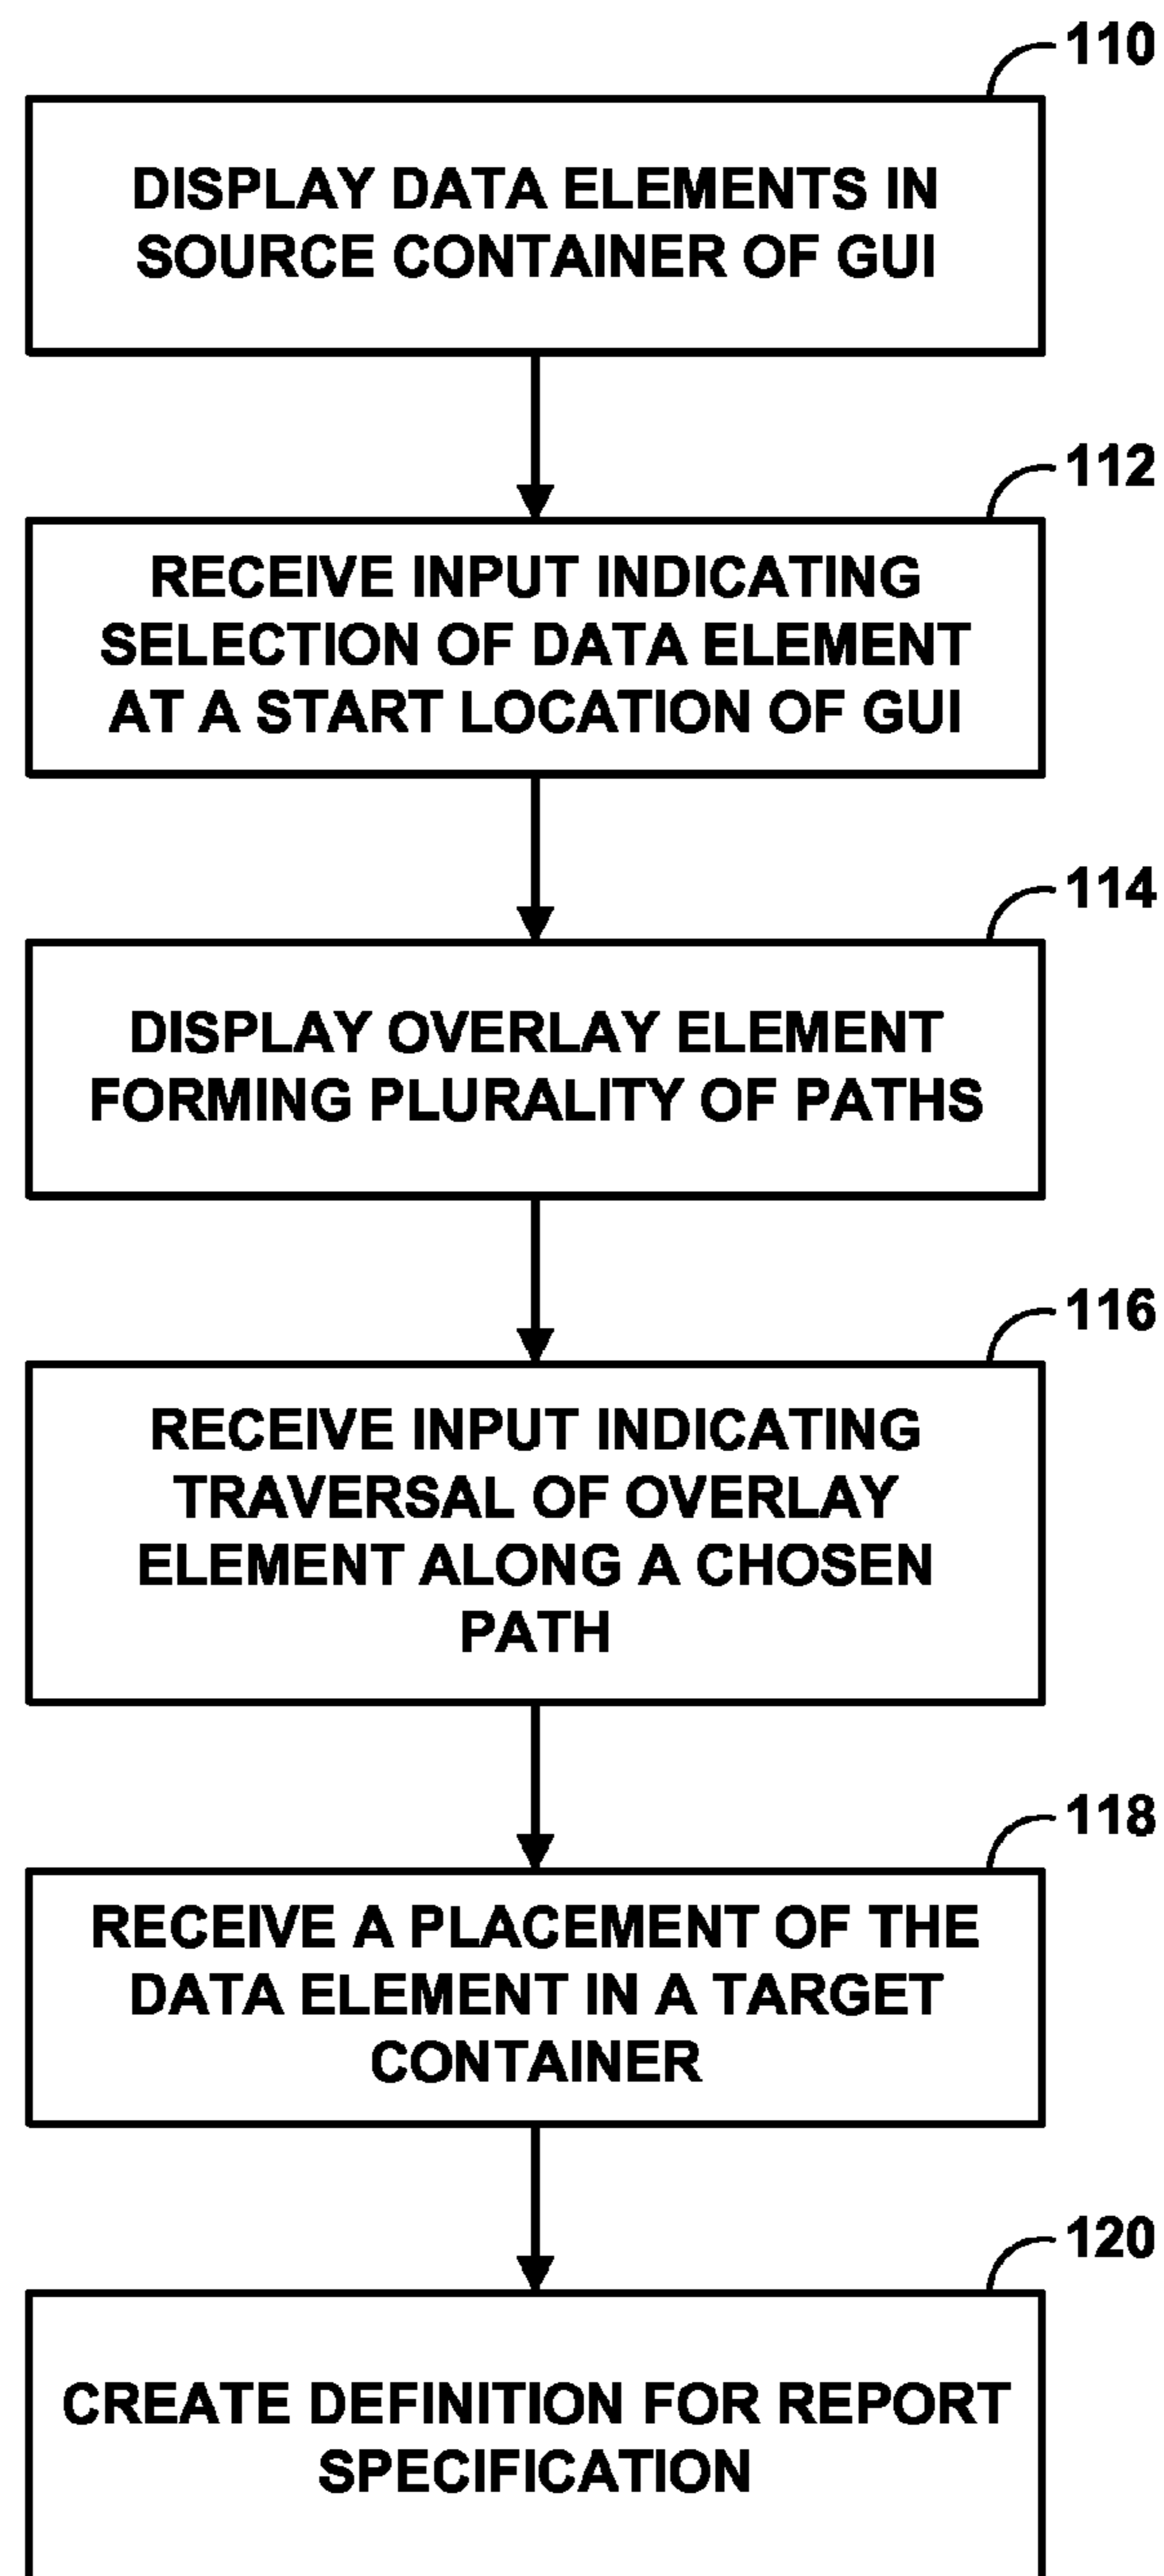 110
DISPLAY DATA ELEMENTS IN
SOURCE CONTAINER OF GUI
112
RECEIVE INPUT INDICATING
SELECTION OF DATA ELEMENT
AT A START LOCATION OF GUI
114
DISPLAY OVERLAY ELEMENT
FORMING PLURALITY OF PATHS
116
RECEIVE INPUT INDICATING
TRAVERSAL OF OVERLAY
ELEMENT ALONG A CHOSEN
PATH
118
RECEIVE A PLACEMENT OF THE
DATA ELEMENT IN A TARGET
CONTAINER
120
CREATE DEFINITION FOR REPORT
SPECIFICATION